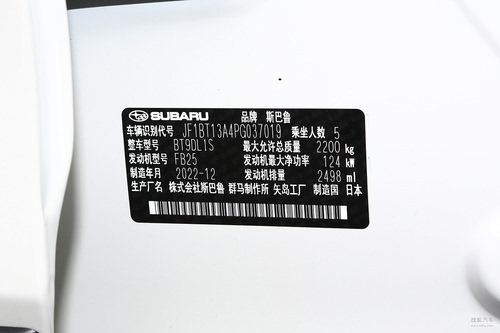 SUBARU 品牌 斯巴鲁
车辆识别代号 JF1BT13A4PG037019 乘坐人数 5
整车型号 BT9DL1S 最大允许总质量 2200 kg
发动机型号 FB25 发动机最大净功率 124 kW
制造年月 2022-12 发动机排量 2498 ml
生产厂名 株式会社斯巴鲁 群马制作所 矢岛工厂 制造国 日本
搜狐汽车